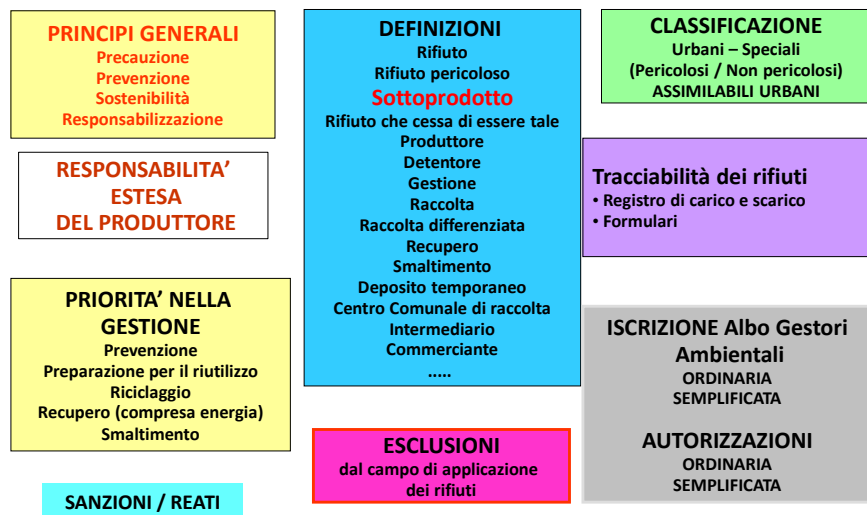 PRINCIPI GENERALI
Precauzione
Prevenzione
Sostenibilità
Responsabilizzazione
RESPONSABILITA’
ESTESA
DEL PRODUTTORE
PRIORITA’ NELLA
GESTIONE
Prevenzione
Preparazione per il riutilizzo
Riciclaggio
Recupero (compresa energia)
Smaltimento
SANZIONI / REATI
DEFINIZIONI
Rifiuto
Rifiuto pericoloso
Sottoprodotto
Rifiuto che cessa di essere tale
Produttore
Detentore
Gestione
Raccolta
Raccolta differenziata
Recupero
Smaltimento
Deposito temporaneo
Centro Comunale di raccolta
Intermediario
Commerciante
.....
ESCLUSIONI
dal campo di applicazione
dei rifiuti
CLASSIFICAZIONE
Urbani – Speciali
(Pericolosi / Non pericolosi)
ASSIMILABILI URBANI
Tracciabilità dei rifiuti
• Registro di carico e scarico
• Formulari
ISCRIZIONE Albo Gestori
Ambientali
ORDINARIA
SEMPLIFICATA
AUTORIZZAZIONI
ORDINARIA
SEMPLIFICATA